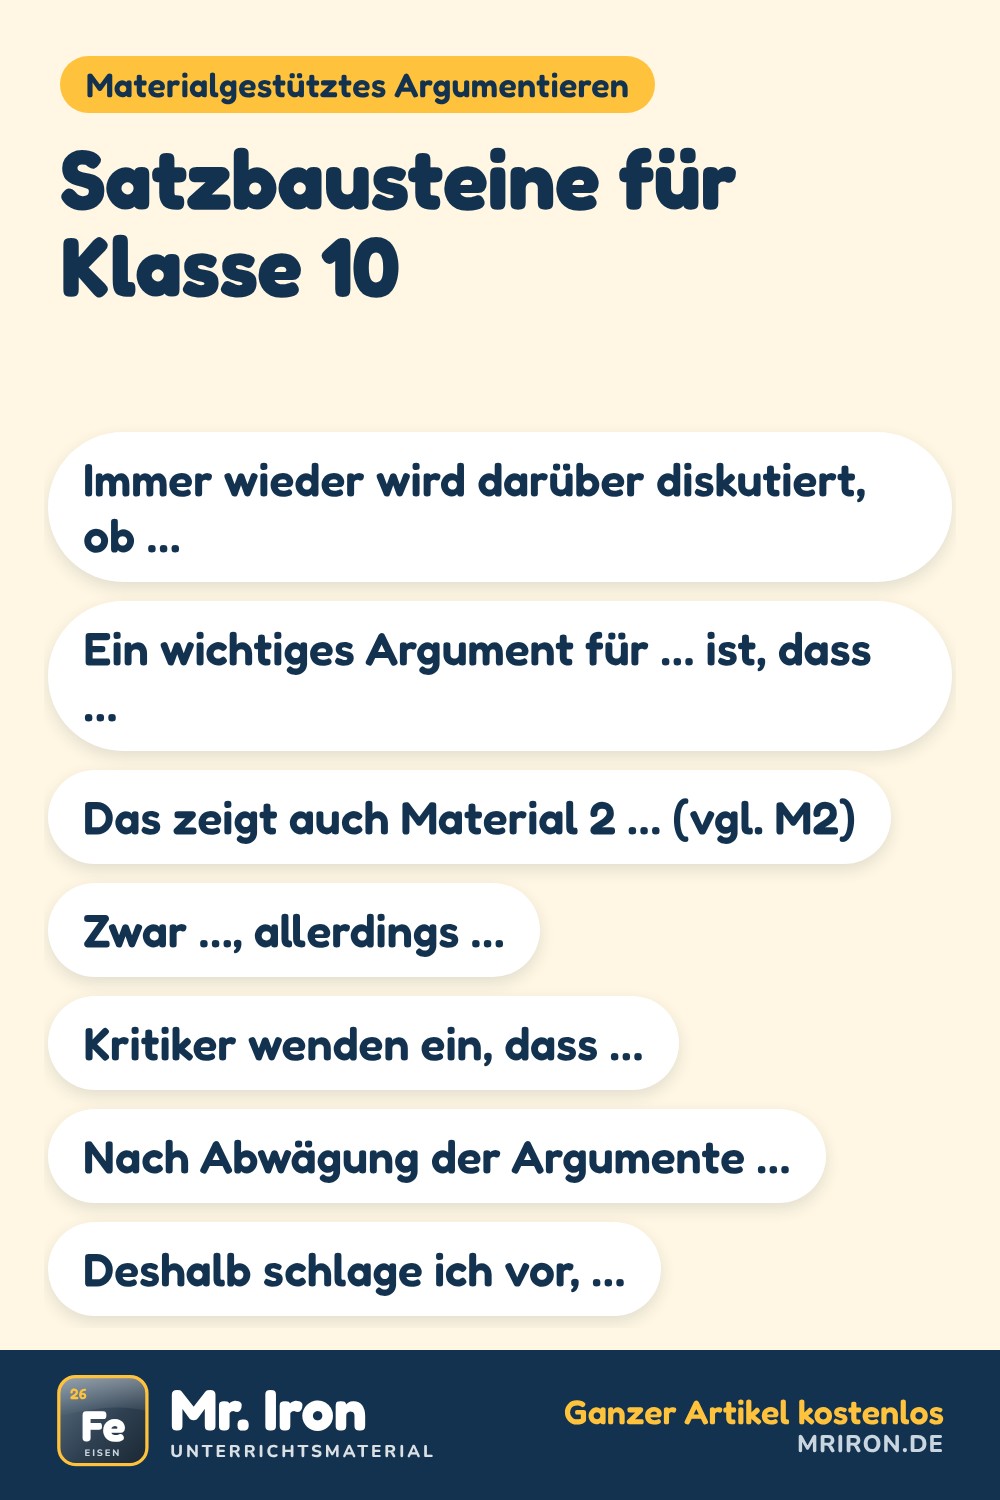 Materialgestütztes Argumentieren
Satzbausteine für
Klasse 10
Immer wieder wird darüber diskutiert,
ob ...
Ein wichtiges Argument für ... ist, dass
...
Das zeigt auch Material 2 ... (vgl. M2)
Zwar ..., allerdings ...
Kritiker wenden ein, dass ...
Nach Abwägung der Argumente ...
Deshalb schlage ich vor, ...
26
Fe
EISEN
Mr. Iron
UNTERRICHTSMATERIAL
Ganzer Artikel kostenlos
MRIRON.DE